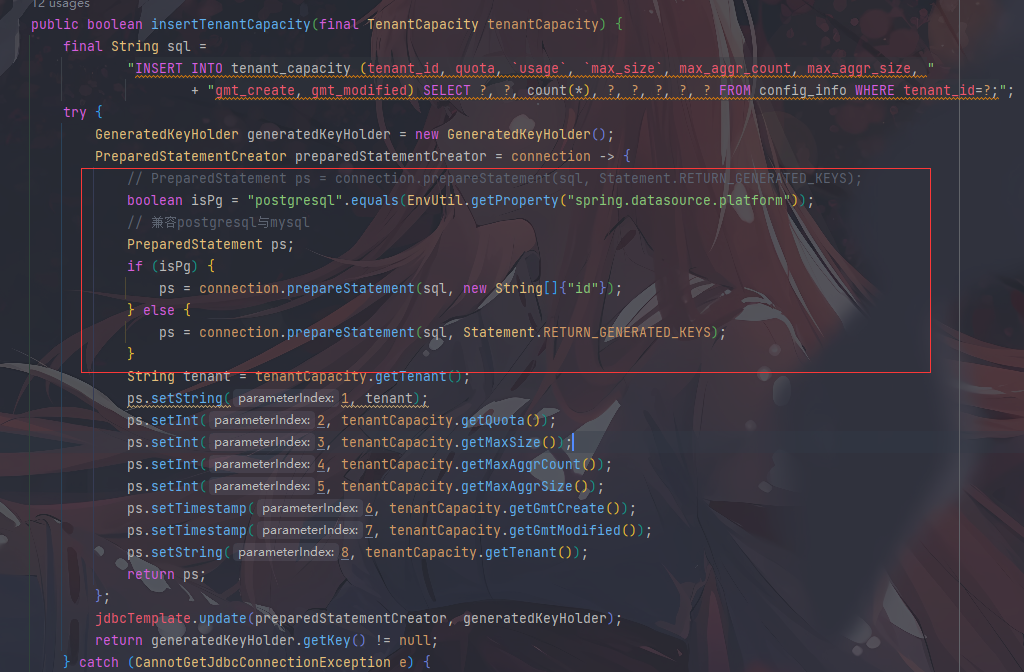 12 usages
public boolean insertTenantCapacity(final TenantCapacity tenantCapacity) {
final String sql =
"INSERT INTO tenant_capacity (tenant_id, quota, `usage`, `max_size`, max_aggr_count, max_aggr_size, "
+ "gmt_create, gmt_modified) SELECT ?, ?, count(*), ?, ?, ?, ?, ? FROM config_info WHERE tenant_id=?;";
try {
GeneratedKeyHolder generatedKeyHolder = new GeneratedKeyHolder();
PreparedStatementCreator preparedStatementCreator = connection -> {
// PreparedStatement ps = connection.prepareStatement(sql, Statement.RETURN_GENERATED_KEYS);
boolean isPg = "postgresql".equals(EnvUtil.getProperty("spring.datasource.platform"));
// 兼容postgresql与mysql
PreparedStatement ps;
if (isPg) {
ps = connection.prepareStatement(sql, new String[]{"id"});
} else {
ps = connection.prepareStatement(sql, Statement.RETURN_GENERATED_KEYS);
}
String tenant = tenantCapacity.getTenant();
ps.setString( parameterIndex: 1, tenant);
ps.setInt( parameterIndex: 2, tenantCapacity.getQuota());
ps.setInt( parameterIndex: 3, tenantCapacity.getMaxSize());
ps.setInt( parameterIndex: 4, tenantCapacity.getMaxAggrCount());
ps.setInt( parameterIndex: 5, tenantCapacity.getMaxAggrSize());
ps.setTimestamp( parameterIndex: 6, tenantCapacity.getGmtCreate());
ps.setTimestamp( parameterIndex: 7, tenantCapacity.getGmtModified());
ps.setString( parameterIndex: 8, tenantCapacity.getTenant());
return ps;
};
jdbcTemplate.update(preparedStatementCreator, generatedKeyHolder);
return generatedKeyHolder.getKey() != null;
} catch (CannotGetJdbcConnectionException e) {